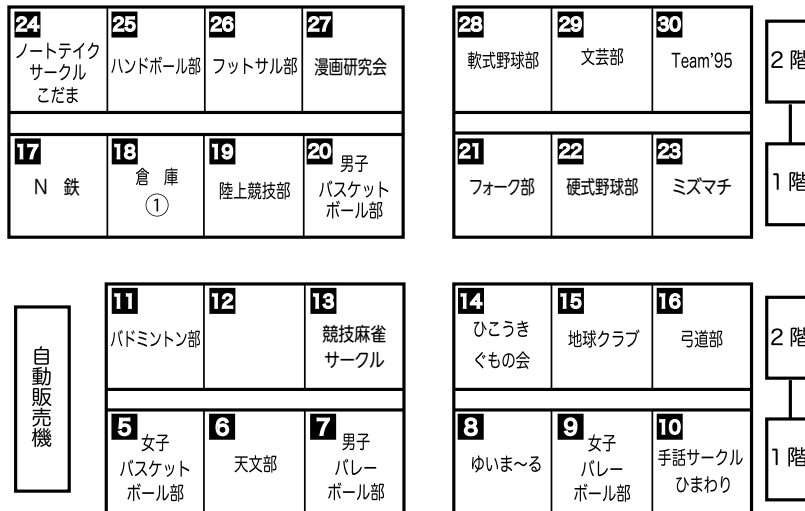 24
ノートテイク
サークル
こだま
25
ハンドボール部
26
フットサル部
27
漫画研究会
28
軟式野球部
29
文芸部
30
Team'95
2階
17
N 鉄
18
倉 庫
①
19
陸上競技部
20
男子
バスケット
ボール部
21
フォーク部
22
硬式野球部
23
ミズマチ
1階
自動販売機
11
バドミントン部
12
13
競技麻雀
サークル
14
ひこうき
ぐもの会
15
地球クラブ
16
弓道部
2階
5
女子
バスケット
ボール部
6
天文部
7
男子
バレー
ボール部
8
ゆいま〜る
9
女子
バレー
ボール部
10
手話サークル
ひまわり
1階